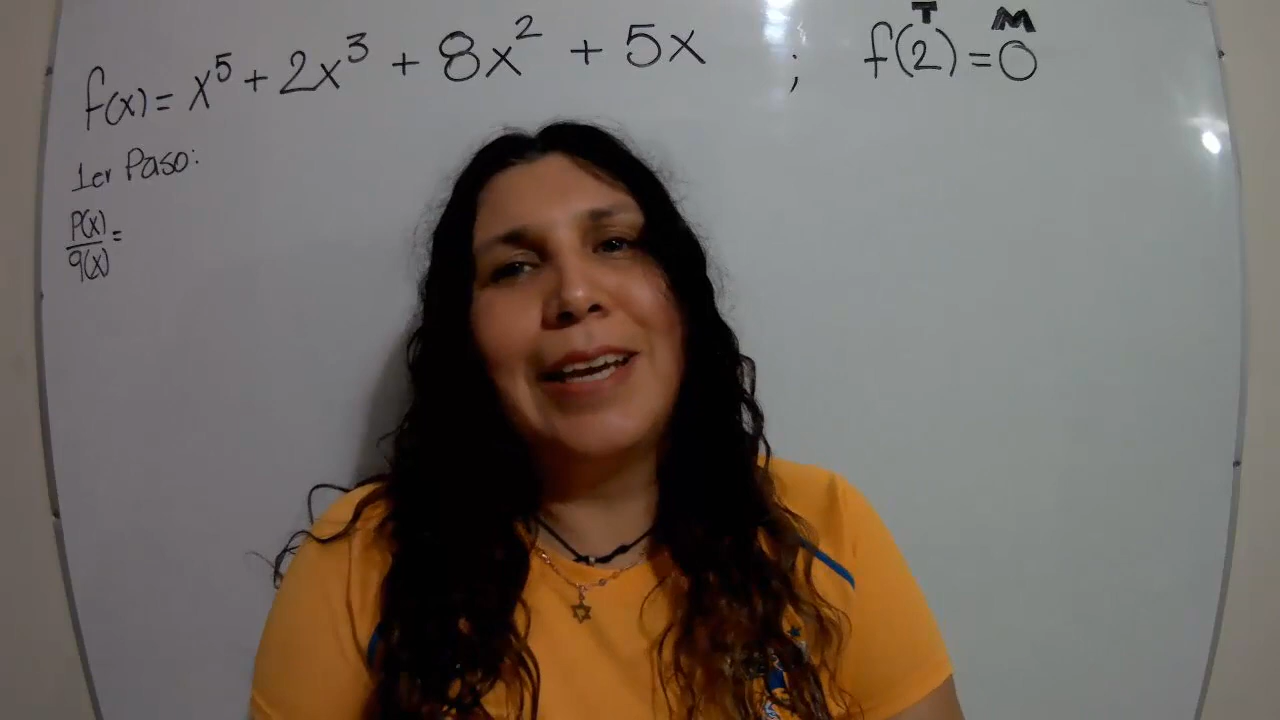 f(x) = x⁵ + 2x³ + 8x² + 5x ; f(2) = 0
T M
1er Paso:
P(x)
q(x) =